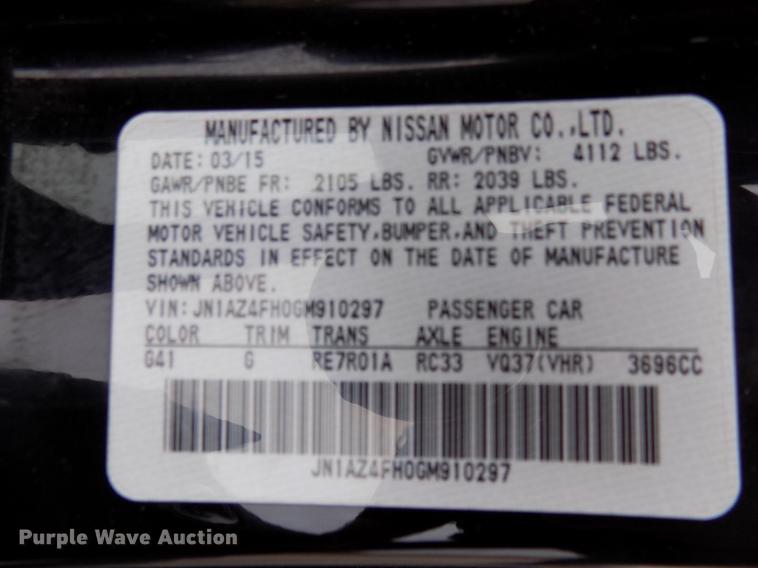 MANUFACTURED BY NISSAN MOTOR CO.,LTD.
DATE: 03/15 GVWR/PNBV: 4112 LBS.
GAWR/PNBE FR: 2105 LBS. RR: 2039 LBS.
THIS VEHICLE CONFORMS TO ALL APPLICABLE FEDERAL
MOTOR VEHICLE SAFETY,BUMPER,AND THEFT PREVENTION
STANDARDS IN EFFECT ON THE DATE OF MANUFACTURE
SHOWN ABOVE.
VIN: JN1AZ4FH0GM910297 PASSENGER CAR
COLOR TRIM TRANS AXLE ENGINE
G41 G RE7R01A RC33 VQ37(VHR) 3696CC
JN1AZ4FH0GM910297
Purple Wave Auction